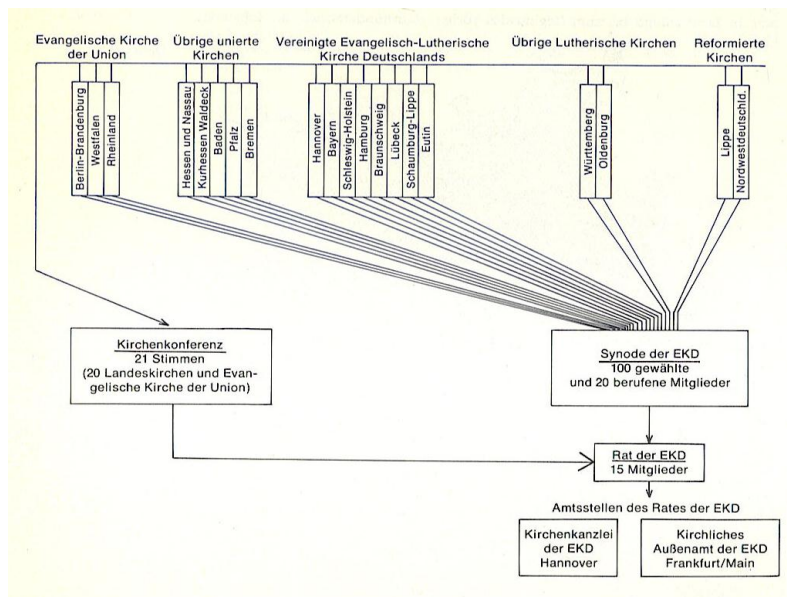 Evangelische Kirche
der Union
Übrige unierte
Kirchen
Vereinigte Evangelisch-Lutherische
Kirche Deutschlands
Übrige Lutherische Kirchen
Reformierte
Kirchen
Berlin-Brandenburg
Westfalen
Rheinland
Hessen und Nassau
Kurhessen Waldeck
Baden
Pfalz
Bremen
Hannover
Bayern
Schleswig-Holstein
Hamburg
Braunschweig
Lübeck
Schaumburg-Lippe
Eutin
Württemberg
Oldenburg
Lippe
Nordwestdeutschld.
Kirchenkonferenz
21 Stimmen
(20 Landeskirchen und Evan-
gelische Kirche der Union)
Synode der EKD
100 gewählte
und 20 berufene Mitglieder
Rat der EKD
15 Mitglieder
Amtsstellen des Rates der EKD
Kirchenkanzlei
der EKD
Hannover
Kirchliches
Außenamt der EKD
Frankfurt/Main